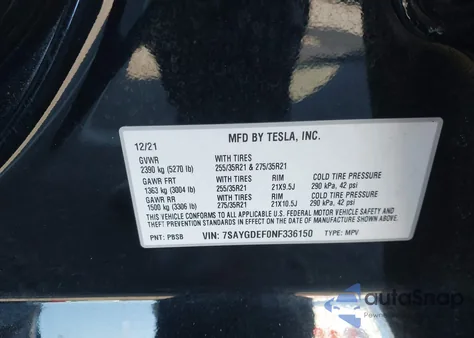 MFD BY TESLA, INC.
12/21
GVWR WITH TIRES
2390 kg (5270 lb) 255/35R21 & 275/35R21
GAWR FRT WITH TIRES RIM COLD TIRE PRESSURE
1363 kg (3004 lb) 255/35R21 21X9.5J 290 kPa, 42 psi
GAWR RR WITH TIRES RIM COLD TIRE PRESSURE
1500 kg (3306 lb) 275/35R21 21X10.5J 290 kPa, 42 psi
THIS VEHICLE CONFORMS TO ALL APPLICABLE U.S. FEDERAL MOTOR VEHICLE SAFETY AND
THEFT PREVENTION STANDARDS IN EFFECT ON THE DATE OF MANUFACTURE SHOWN ABOVE.
PNT: PBSB VIN: 7SAYGDEF0NF336150 TYPE: MPV
autoSnap
POWERED BY